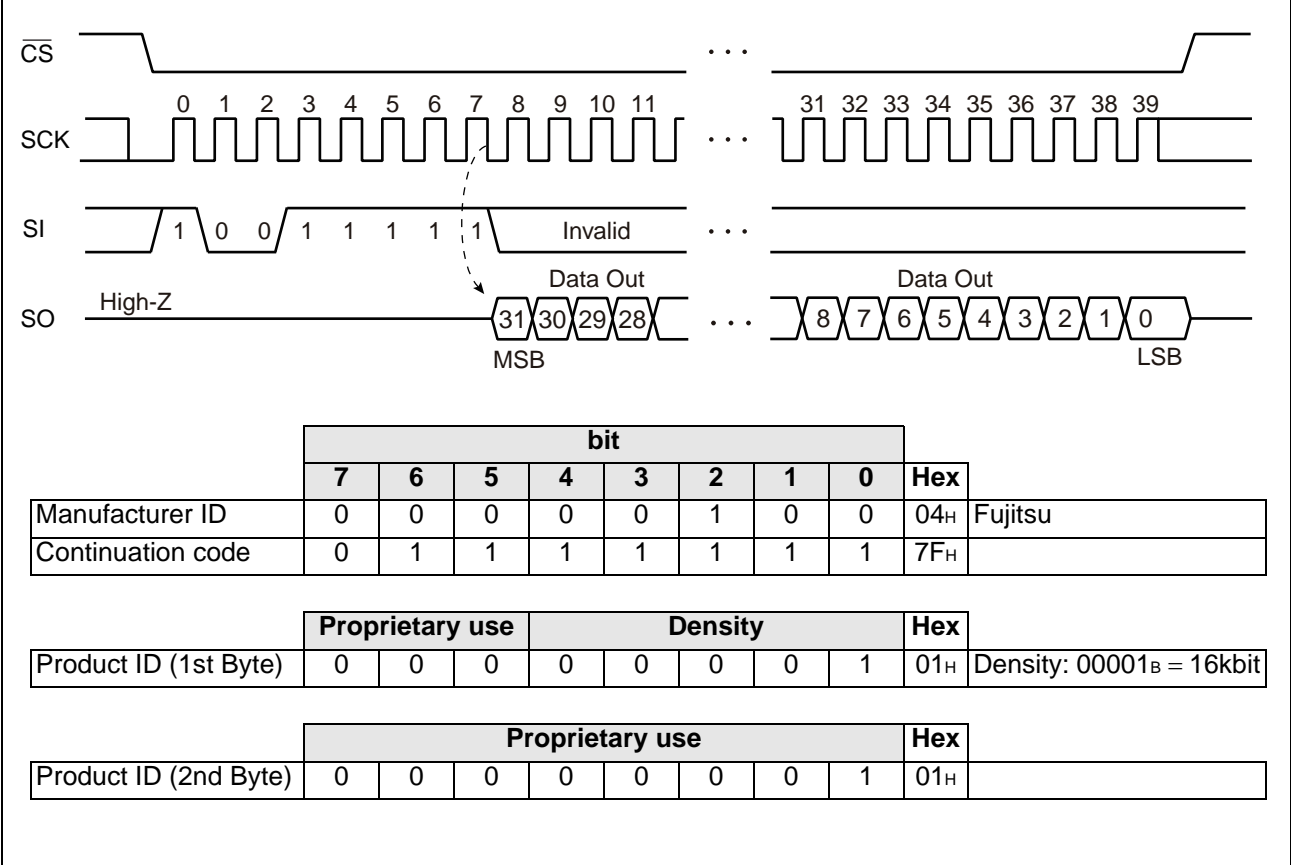 CS
· · ·
0 1 2 3 4 5 6 7 8 9 10 11 31 32 33 34 35 36 37 38 39
SCK
· · ·
SI
1 0 0 1 1 1 1 1 Invalid
· · ·
Data Out Data Out
High-Z
SO
31 30 29 28 · · · 8 7 6 5 4 3 2 1 0
MSB LSB
bit
7 6 5 4 3 2 1 0 Hex
Manufacturer ID 0 0 0 0 0 1 0 0 04H Fujitsu
Continuation code 0 1 1 1 1 1 1 1 7FH
Proprietary use Density Hex
Product ID (1st Byte) 0 0 0 0 0 0 0 1 01H Density: 00001B = 16kbit
Proprietary use Hex
Product ID (2nd Byte) 0 0 0 0 0 0 0 1 01H